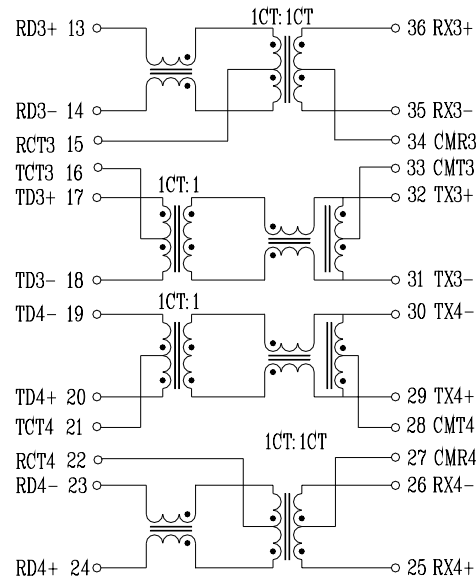 1CT:1CT
RD3+ 13 36 RX3+
RD3- 14 35 RX3-
RCT3 15 34 CMR3
TCT3 16 33 CMT3
1CT:1
TD3+ 17 32 TX3+
TD3- 18 31 TX3-
1CT:1
TD4- 19 30 TX4-
TD4+ 20 29 TX4+
TCT4 21 28 CMT4
1CT:1CT
RCT4 22 27 CMR4
RD4- 23 26 RX4-
RD4+ 24 25 RX4+